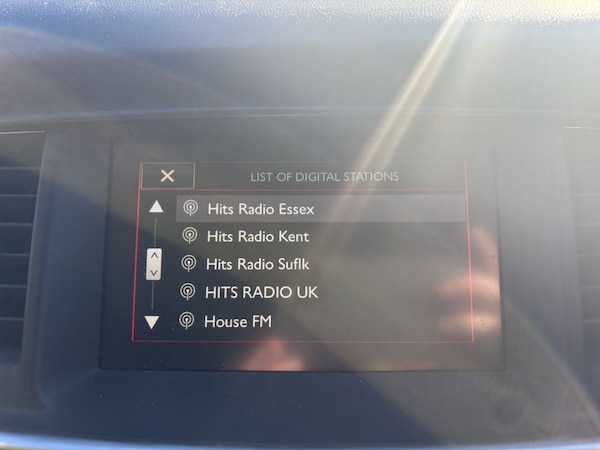 LIST OF DIGITAL STATIONS
Hits Radio Essex
Hits Radio Kent
Hits Radio Suflk
HITS RADIO UK
House FM